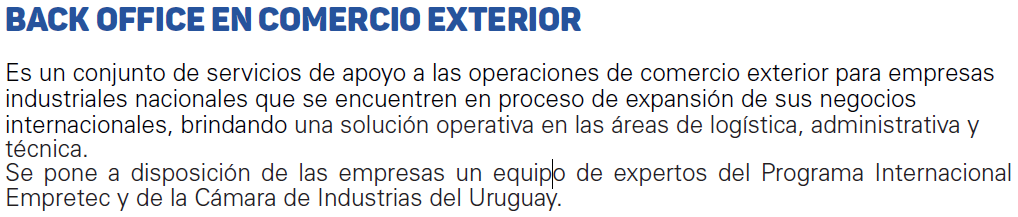 BACK OFFICE EN COMERCIO EXTERIOR
Es un conjunto de servicios de apoyo a las operaciones de comercio exterior para empresas
industriales nacionales que se encuentren en proceso de expansión de sus negocios
internacionales, brindando una solución operativa en las áreas de logística, administrativa y
técnica.
Se pone a disposición de las empresas un equipo de expertos del Programa Internacional
Empretec y de la Cámara de Industrias del Uruguay.